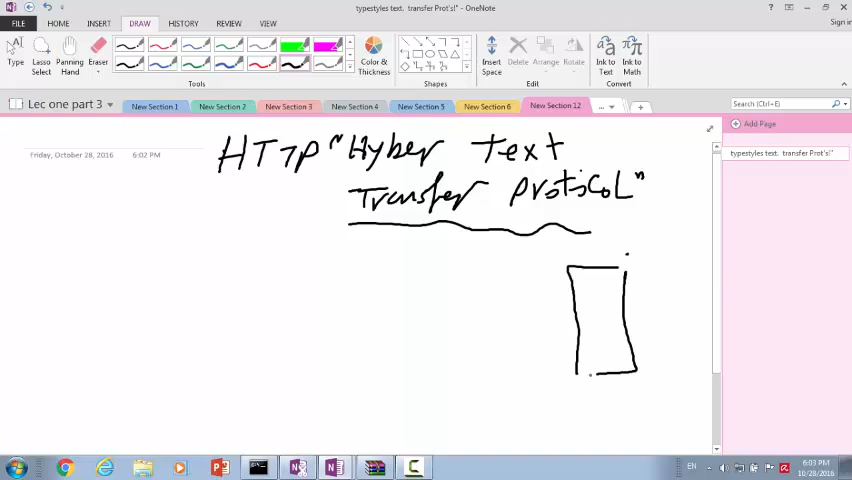 typestyles text. transfer Prot's!" - OneNote
FILE HOME INSERT DRAW HISTORY REVIEW VIEW
Sign in
Type Lasso Select Panning Hand Eraser Color & Thickness Insert Space Delete Arrange Rotate Ink to Text Ink to Math
Tools Shapes Edit Convert
Lec one part 3 New Section 1 New Section 2 New Section 3 New Section 4 New Section 5 New Section 6 New Section 12 ... Search (Ctrl+E)
Add Page
Friday, October 28, 2016 6:02 PM
typestyles text. transfer Prot's!"
HTTP "Hyber Text
Transfer protocol"
EN 6:03 PM
10/28/2016